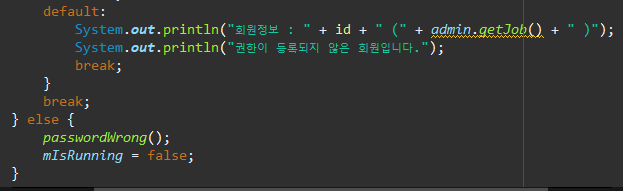 default:
System.out.println("회원정보 : " + id + " (" + admin.getJob() + " )");
System.out.println("권한이 등록되지 않은 회원입니다.");
break;
}
break;
} else {
passwordWrong();
mIsRunning = false;
}